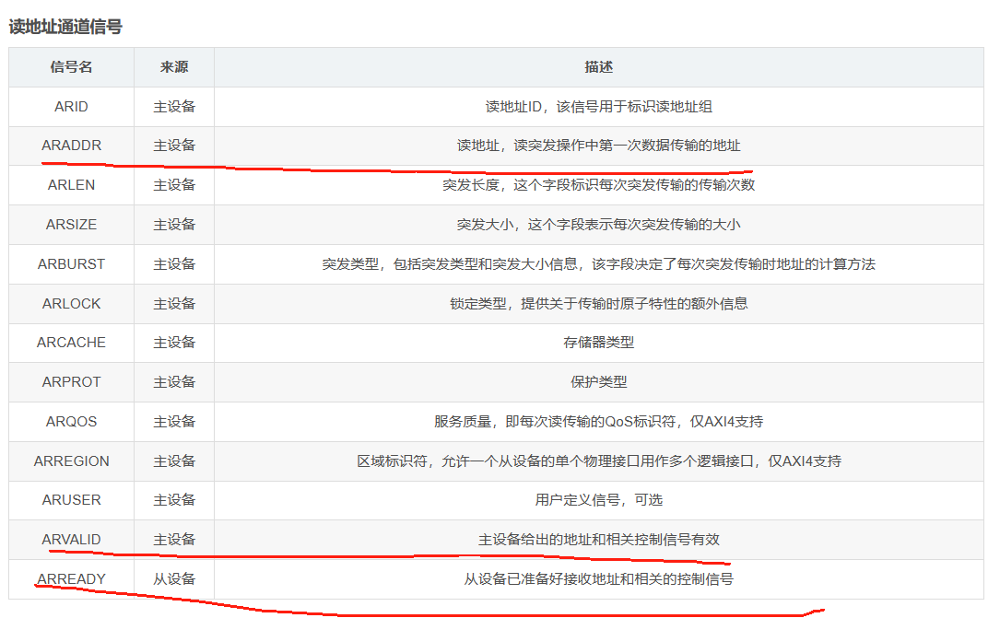 读地址通道信号
信号名 来源 描述
ARID 主设备 读地址ID，该信号用于标识读地址组
ARADDR 主设备 读地址，读突发操作中第一次数据传输的地址
ARLEN 主设备 突发长度，这个字段标识每次突发传输的传输次数
ARSIZE 主设备 突发大小，这个字段表示每次突发传输的大小
ARBURST 主设备 突发类型，包括突发类型和突发大小信息，该字段决定了每次突发传输时地址的计算方法
ARLOCK 主设备 锁定类型，提供关于传输时原子特性的额外信息
ARCACHE 主设备 存储器类型
ARPROT 主设备 保护类型
ARQOS 主设备 服务质量，即每次读传输的QoS标识符，仅AXI4支持
ARREGION 主设备 区域标识符，允许一个从设备的单个物理接口用作多个逻辑接口，仅AXI4支持
ARUSER 主设备 用户定义信号，可选
ARVALID 主设备 主设备给出的地址和相关控制信号有效
ARREADY 从设备 从设备已准备好接收地址和相关的控制信号